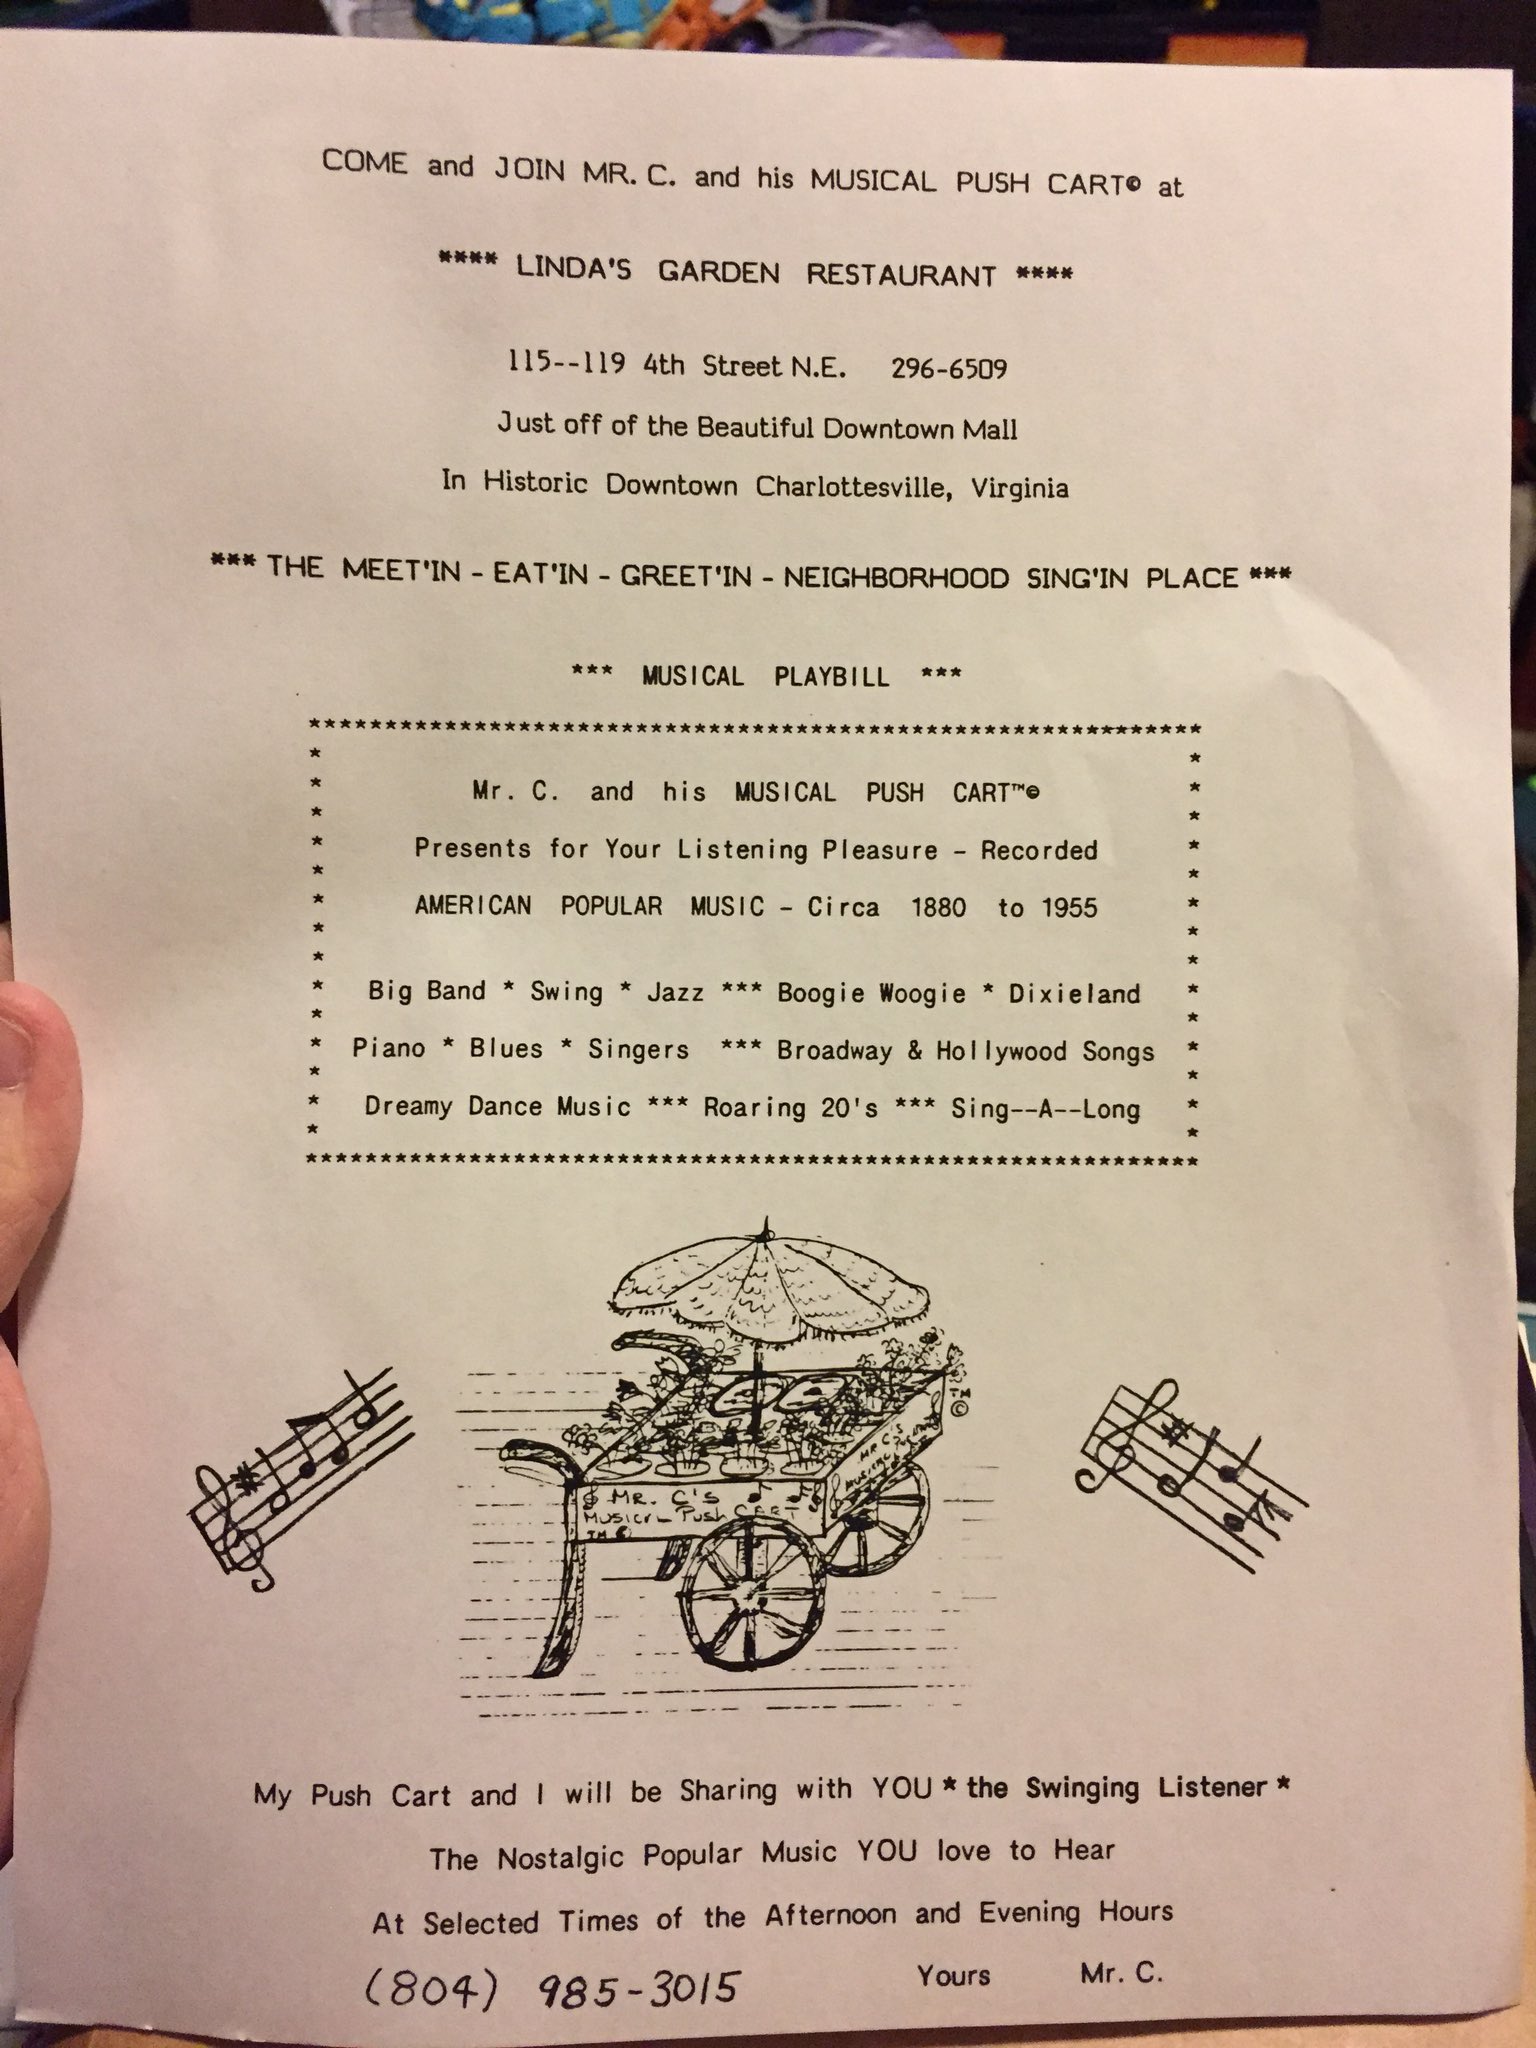 COME and JOIN MR. C. and his MUSICAL PUSH CART© at
**** LINDA'S GARDEN RESTAURANT ****
115--119 4th Street N.E. 296-6509
Just off of the Beautiful Downtown Mall
In Historic Downtown Charlottesville, Virginia
*** THE MEET'IN - EAT'IN - GREET'IN - NEIGHBORHOOD SING'IN PLACE ***
*** MUSICAL PLAYBILL ***
Mr. C. and his MUSICAL PUSH CART™©
Presents for Your Listening Pleasure - Recorded
AMERICAN POPULAR MUSIC - Circa 1880 to 1955
Big Band * Swing * Jazz *** Boogie Woogie * Dixieland
Piano * Blues * Singers *** Broadway & Hollywood Songs
Dreamy Dance Music *** Roaring 20's *** Sing--A--Long
MR. C'S
MUSICAL PUSH CART
TM ©
MR C'S
TM
©
My Push Cart and I will be Sharing with YOU * the Swinging Listener *
The Nostalgic Popular Music YOU love to Hear
At Selected Times of the Afternoon and Evening Hours
(804) 985-3015 Yours Mr. C.